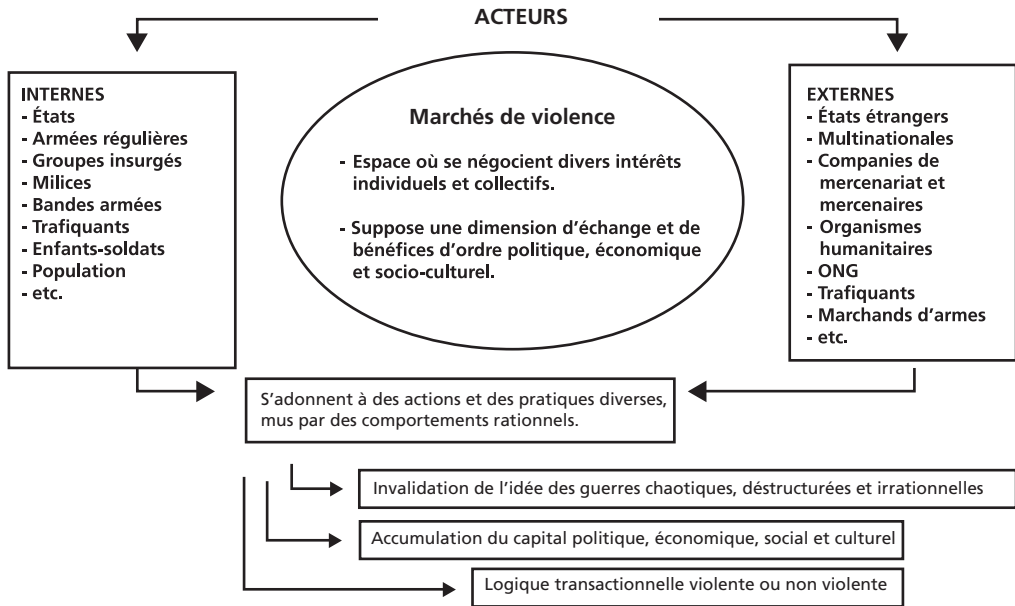 ACTEURS
INTERNES
- États
- Armées régulières
- Groupes insurgés
- Milices
- Bandes armées
- Trafiquants
- Enfants-soldats
- Population
- etc.
Marchés de violence
- Espace où se négocient divers intérêts
individuels et collectifs.
- Suppose une dimension d'échange et de
bénéfices d'ordre politique, économique
et socio-culturel.
EXTERNES
- États étrangers
- Multinationales
- Companies de
mercenariat et
mercenaires
- Organismes
humanitaires
- ONG
- Trafiquants
- Marchands d'armes
- etc.
S'adonnent à des actions et des pratiques diverses,
mus par des comportements rationnels.
Invalidation de l'idée des guerres chaotiques, déstructurées et irrationnelles
Accumulation du capital politique, économique, social et culturel
Logique transactionnelle violente ou non violente